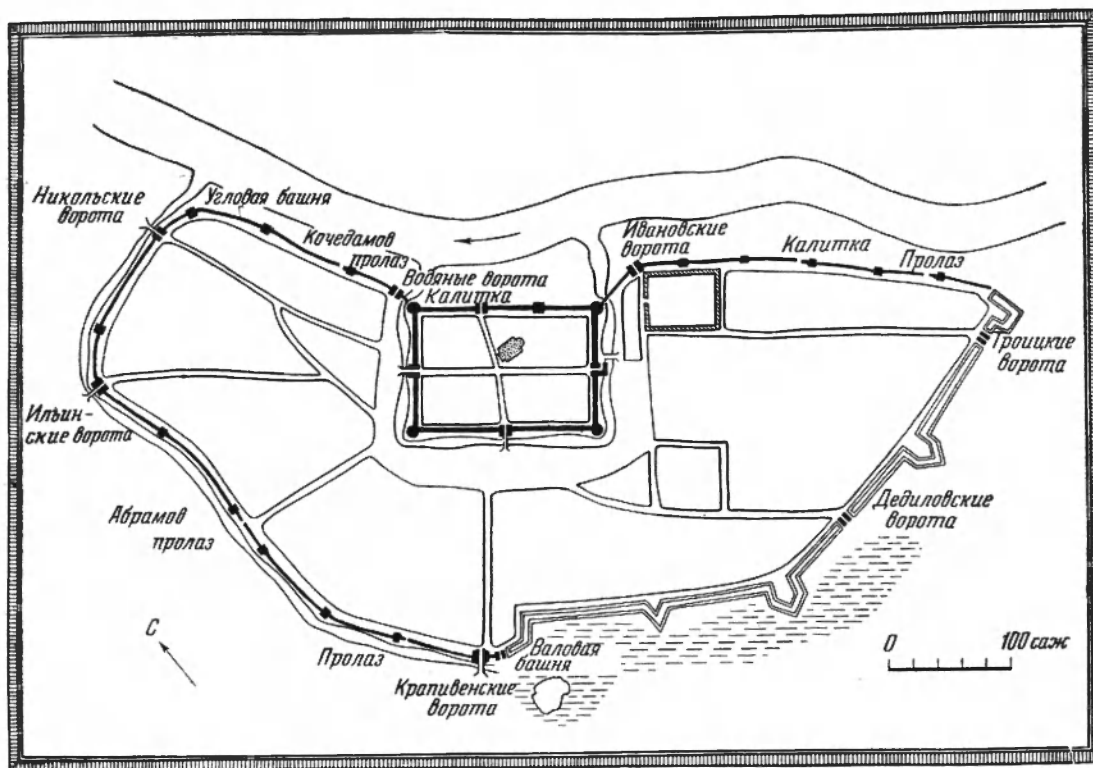 Никольские
ворота
Угловая башня
Кочедамов
пролаз
Водяные ворота
Калитка
Ивановские
ворота
Калитка
Пролаз
Троицкие
ворота
Ильин-
ские ворота
Абрамов
пролаз
Дедиловские
ворота
С
Пролаз
Валовая
башня
Крапивенские
ворота
0 100 саж